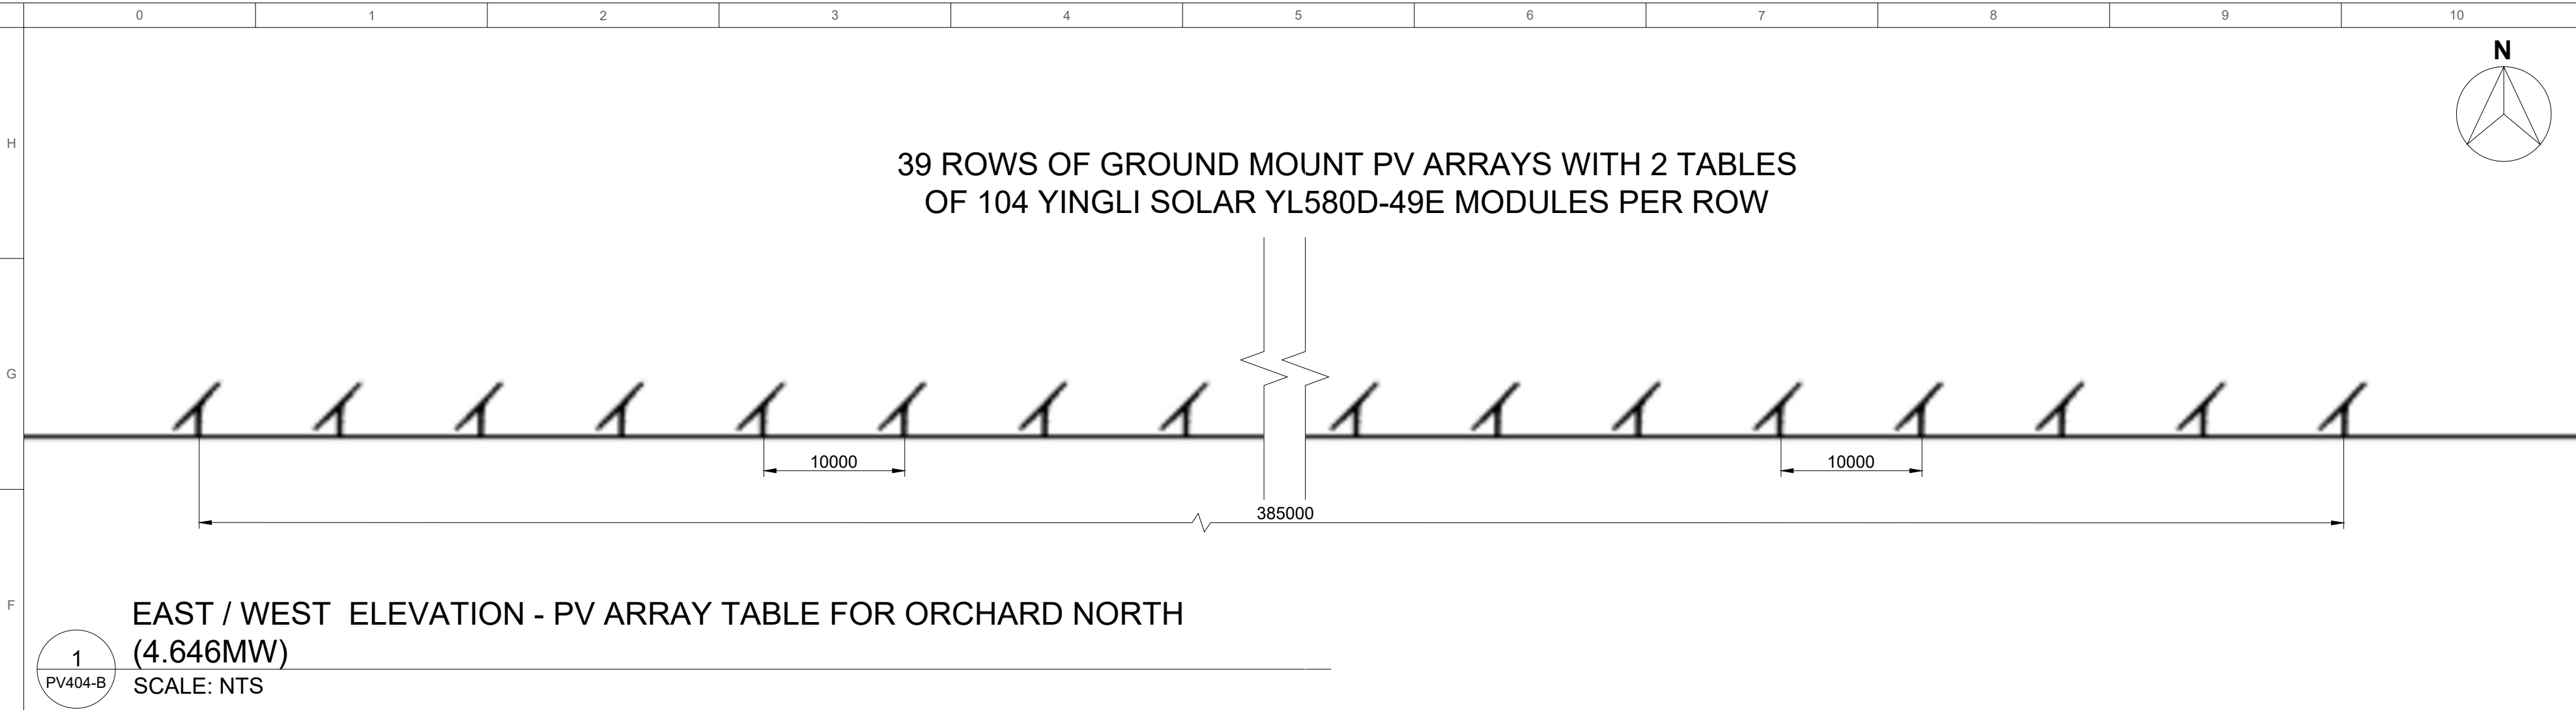 0 1 2 3 4 5 6 7 8 9 10
N
H
39 ROWS OF GROUND MOUNT PV ARRAYS WITH 2 TABLES
OF 104 YINGLI SOLAR YL580D-49E MODULES PER ROW
G
10000 10000
385000
F
EAST / WEST ELEVATION - PV ARRAY TABLE FOR ORCHARD NORTH
(4.646MW)
1
PV404-B
SCALE: NTS